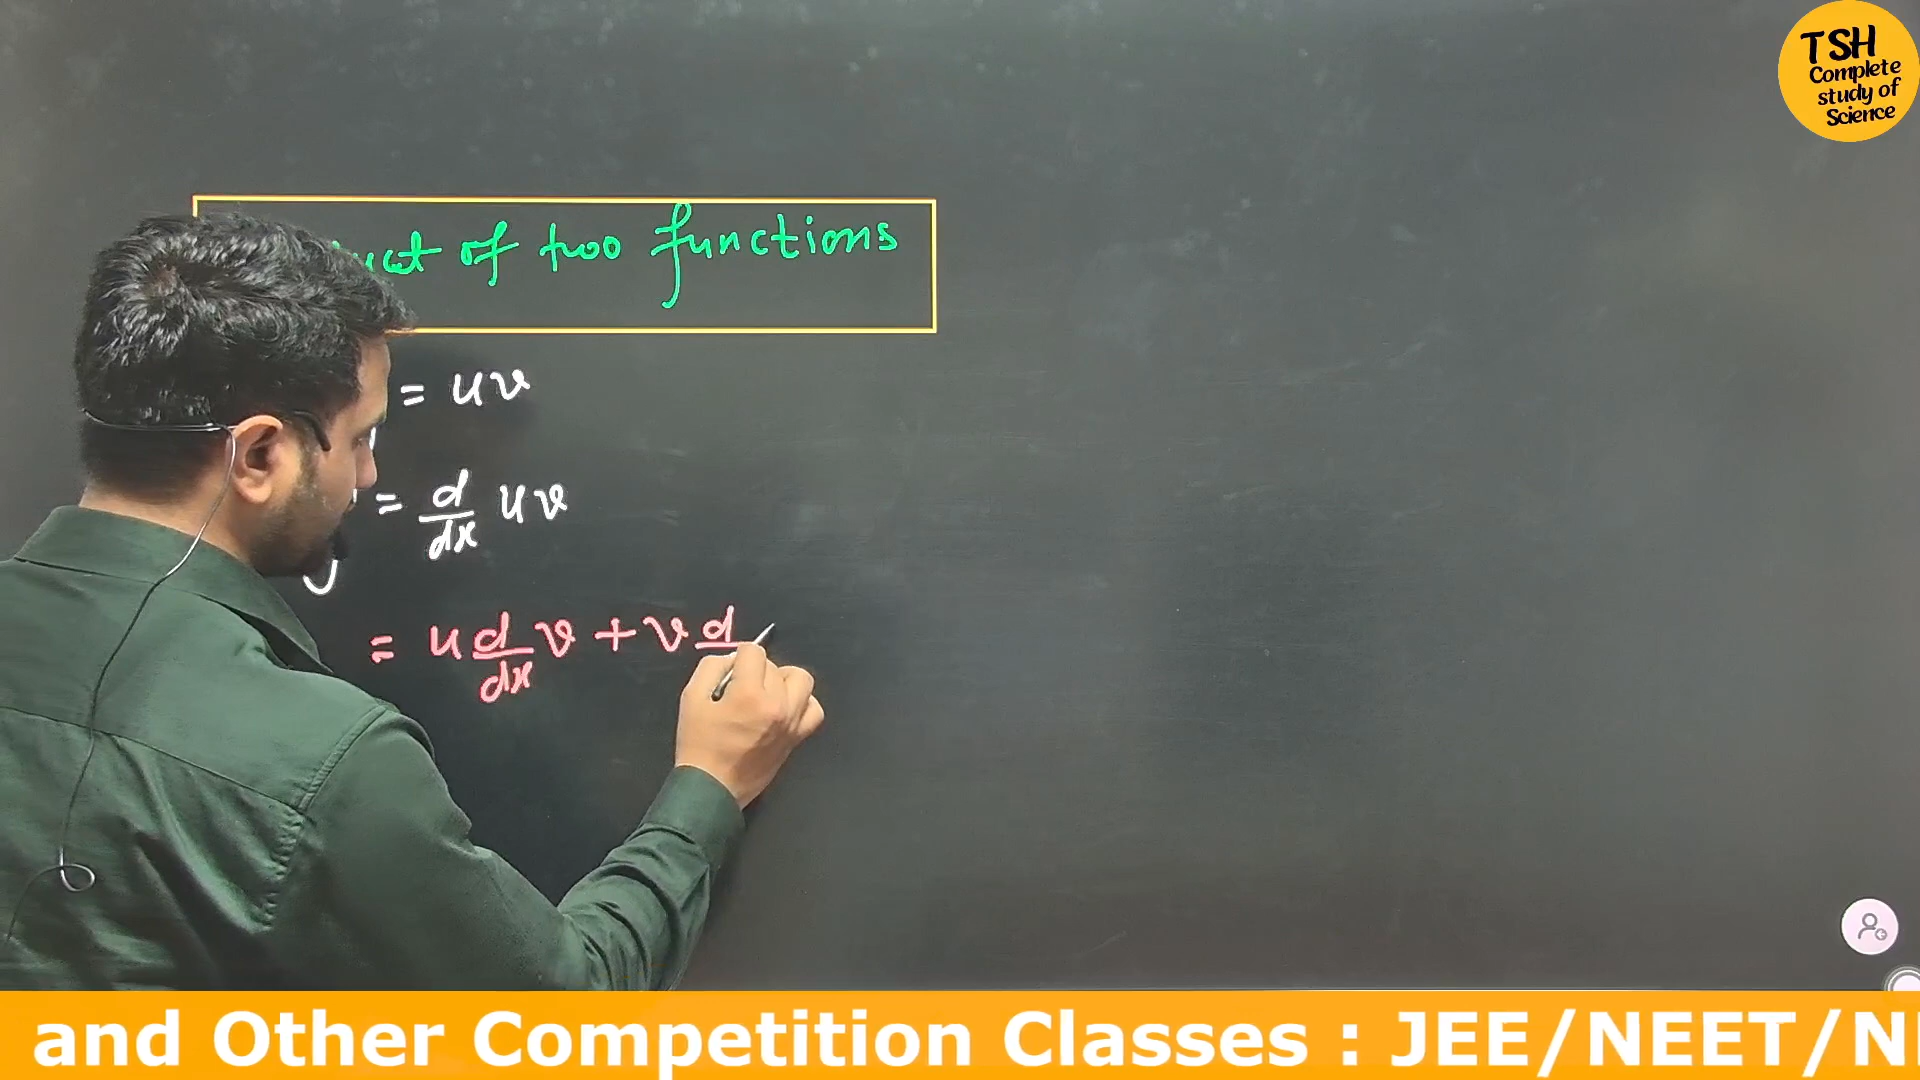 TSH
Complete
study of
Science
of two functions
= uv
= d/dx uv
= u d/dx v + v d
and Other Competition Classes : JEE/NEET/